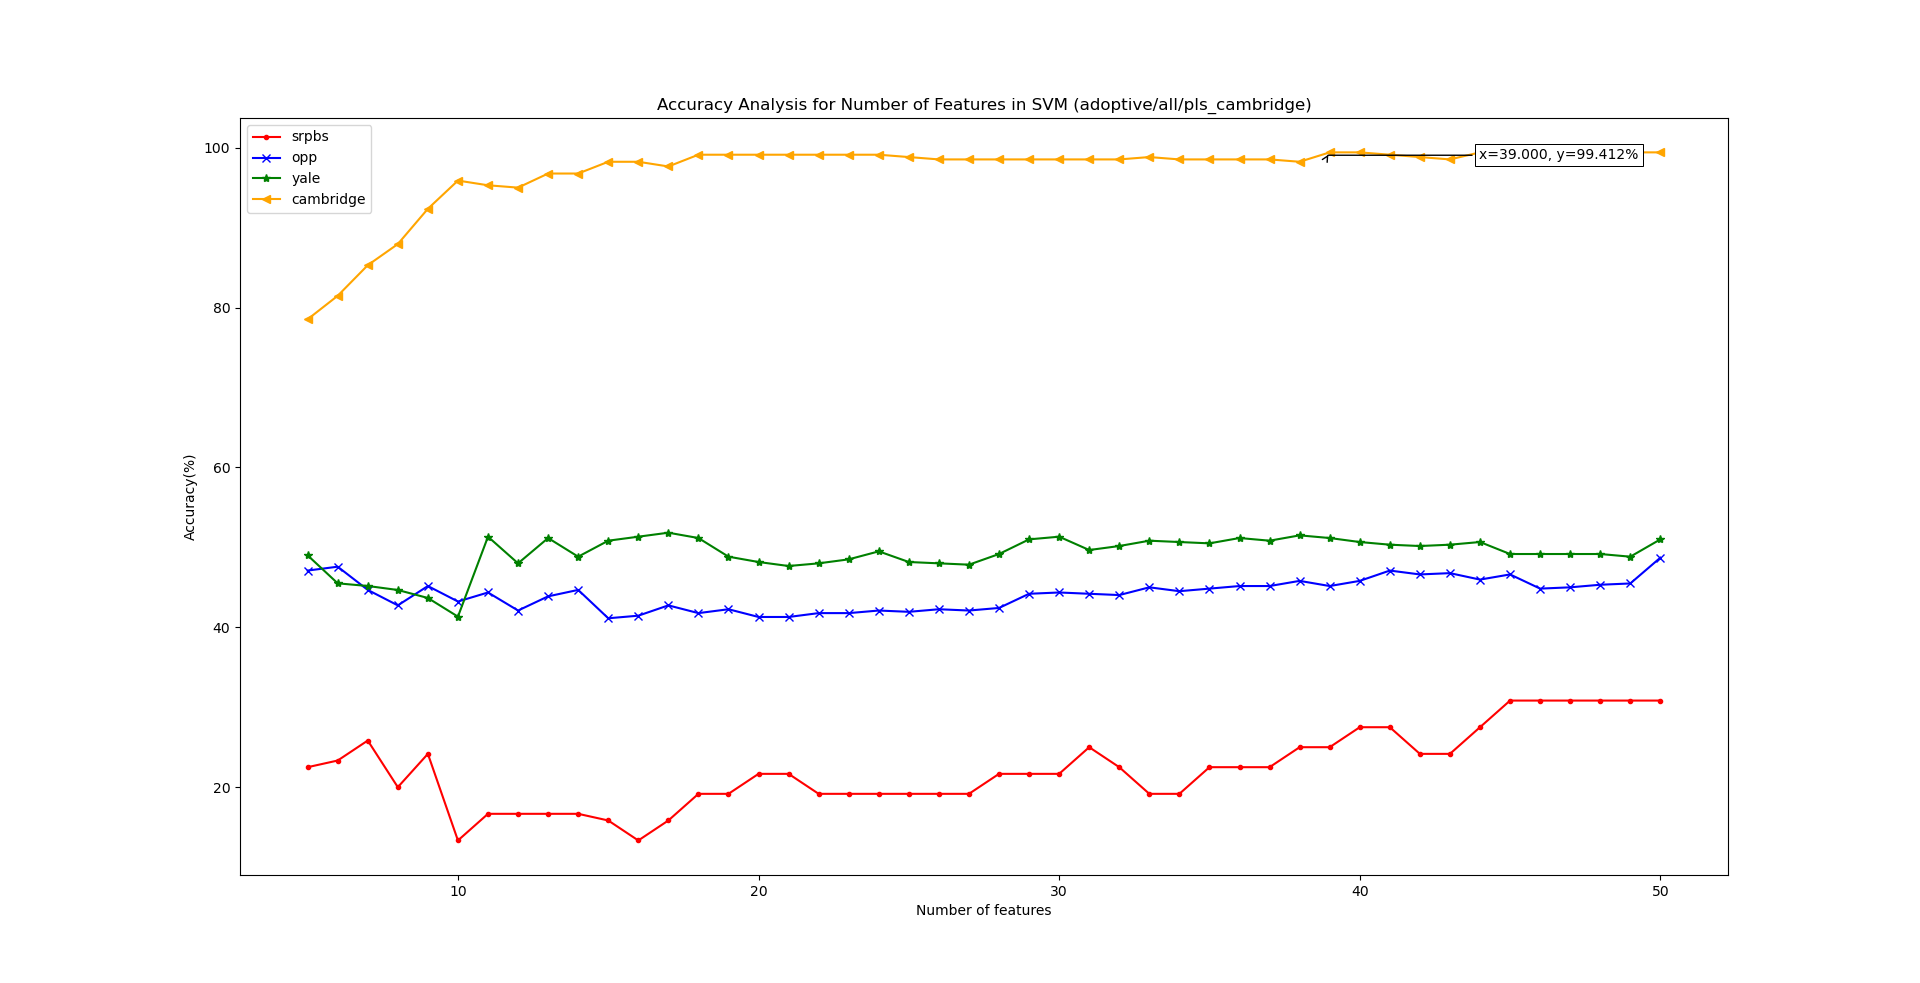 Accuracy Analysis for Number of Features in SVM (adoptive/all/pls_cambridge)
srpbs
opp
yale
cambridge
x=39.000, y=99.412%
100
80
60
40
20
Accuracy(%)
10 20 30 40 50
Number of features